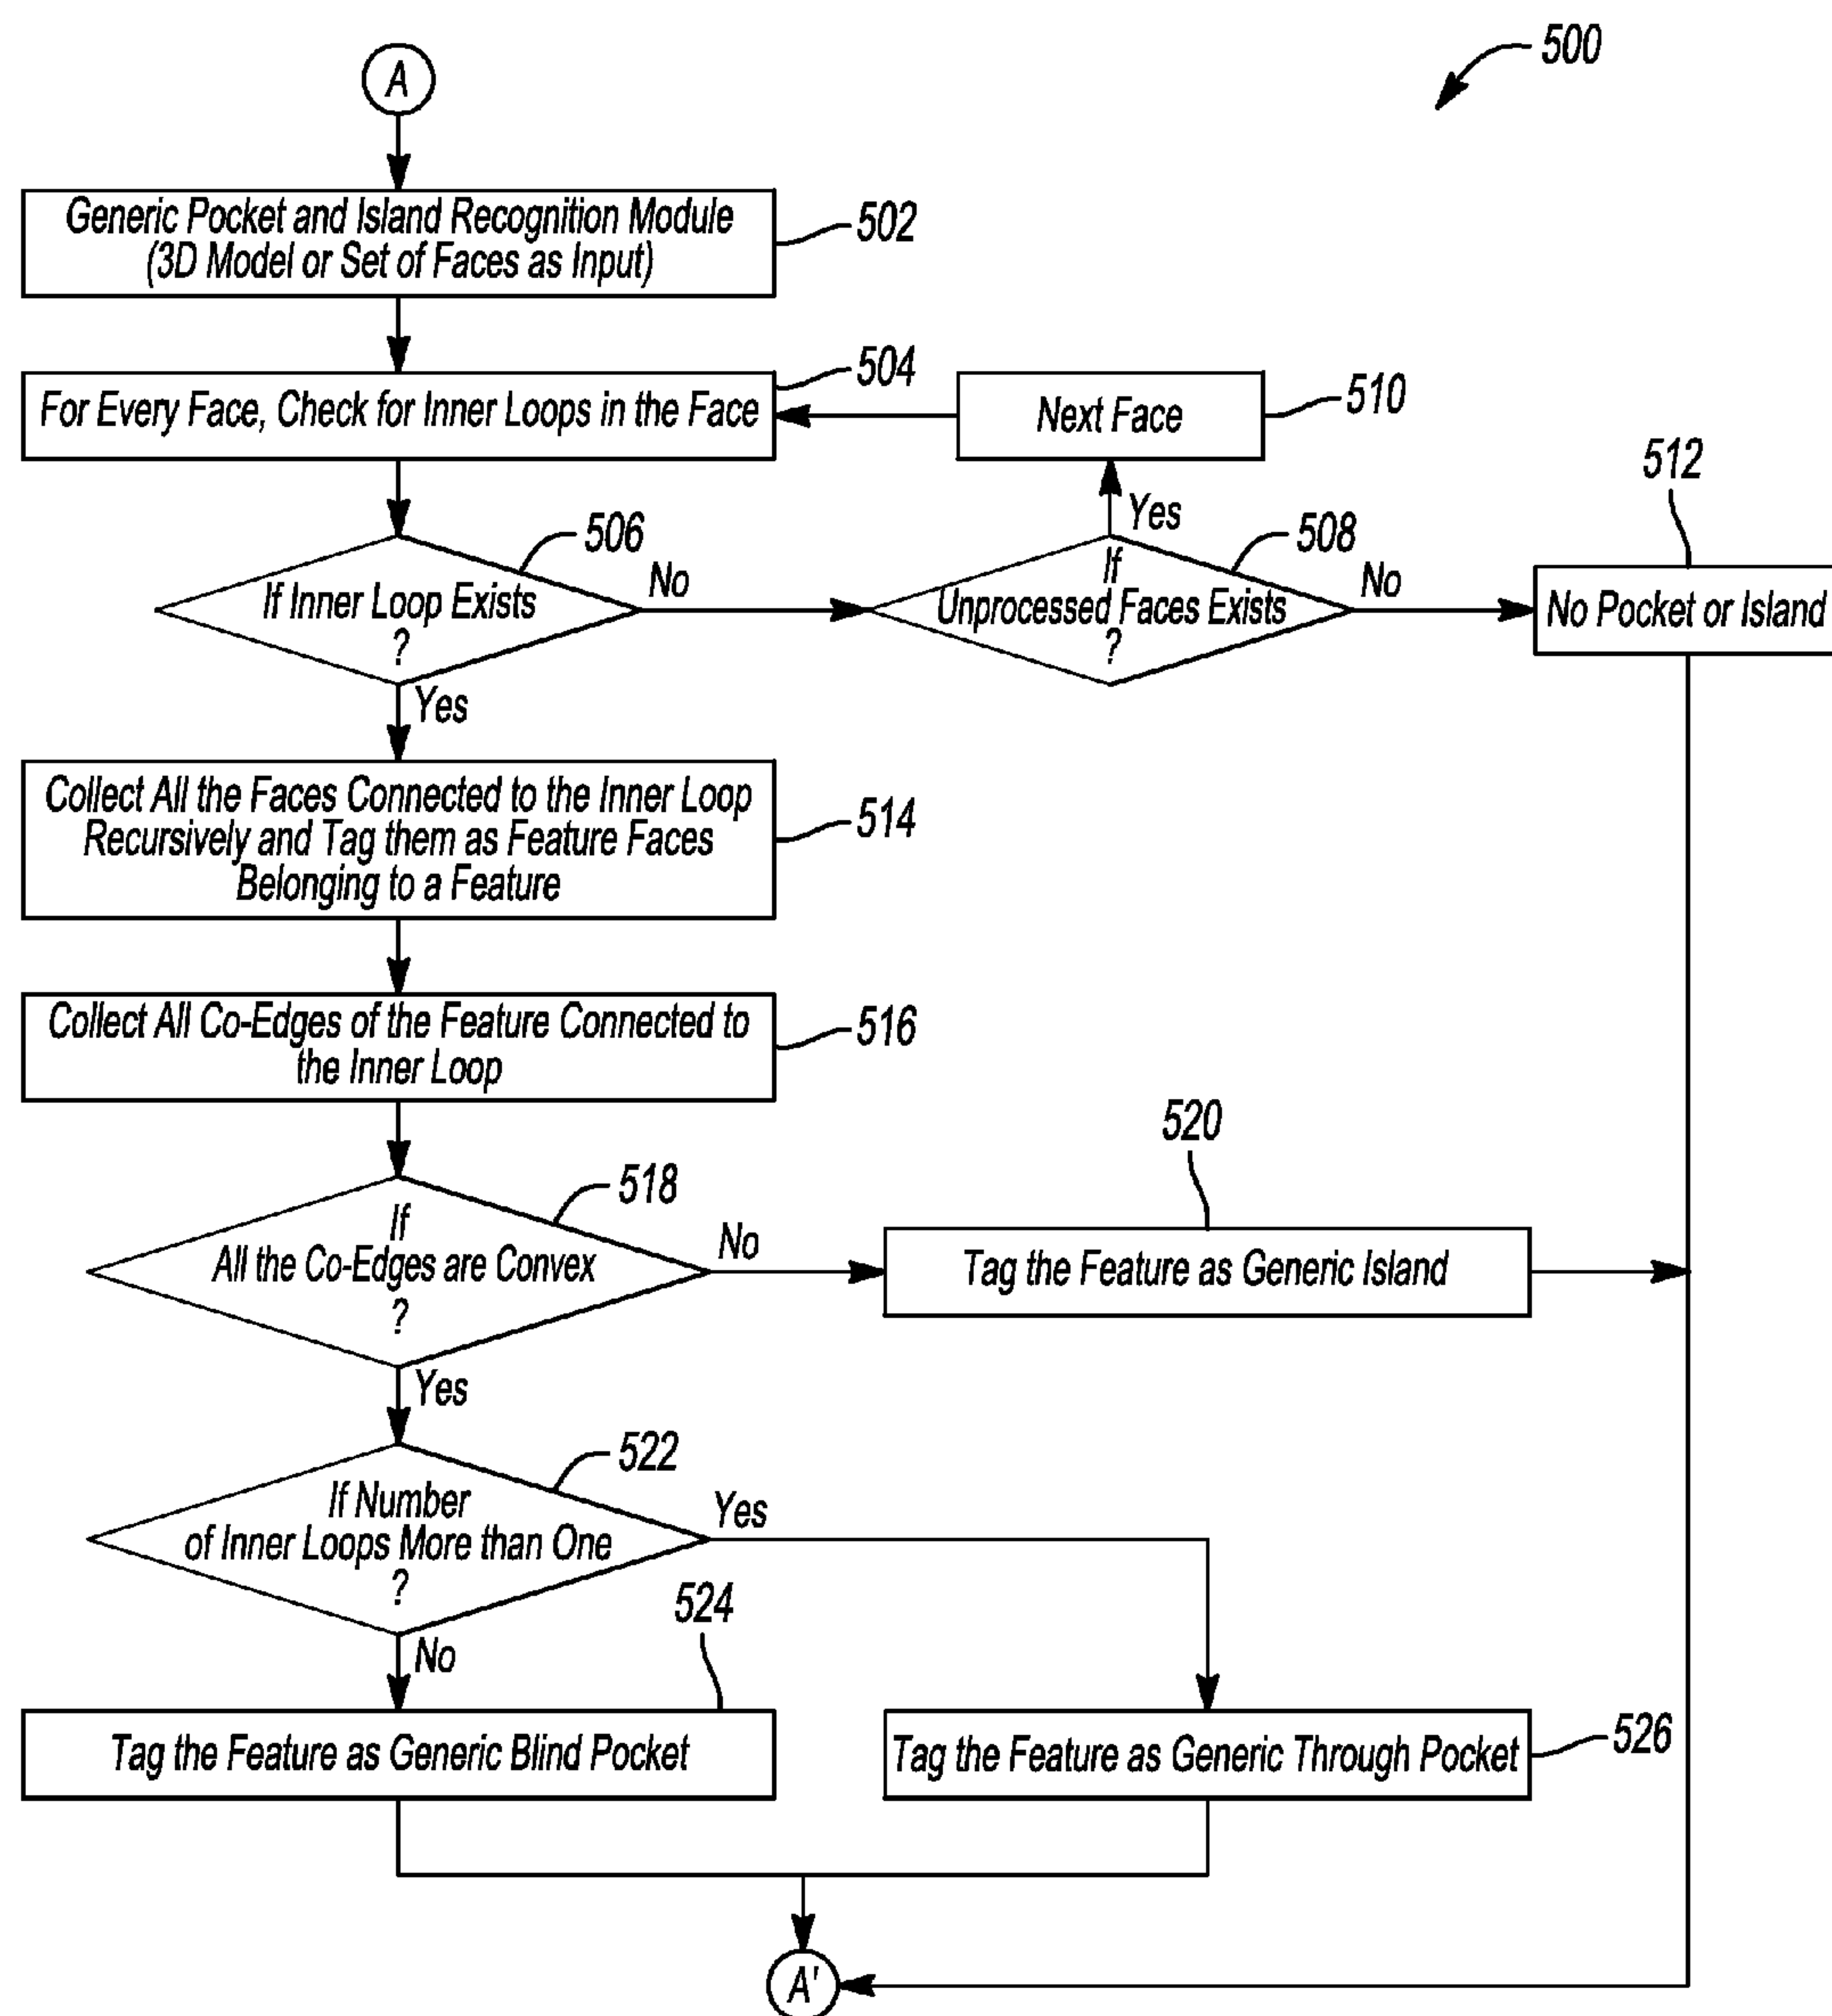 500
A
Generic Pocket and Island Recognition Module
(3D Model or Set of Faces as Input)
502
For Every Face, Check for Inner Loops in the Face
504
Next Face
510
512
If Inner Loop Exists
?
506
No
Yes
If
Unprocessed Faces Exists
?
508
Yes
No
No Pocket or Island
Collect All the Faces Connected to the Inner Loop
Recursively and Tag them as Feature Faces
Belonging to a Feature
514
Collect All Co-Edges of the Feature Connected to
the Inner Loop
516
If
All the Co-Edges are Convex
?
518
No
Yes
520
Tag the Feature as Generic Island
If Number
of Inner Loops More than One
?
522
Yes
No
524
Tag the Feature as Generic Blind Pocket
Tag the Feature as Generic Through Pocket
526
A'